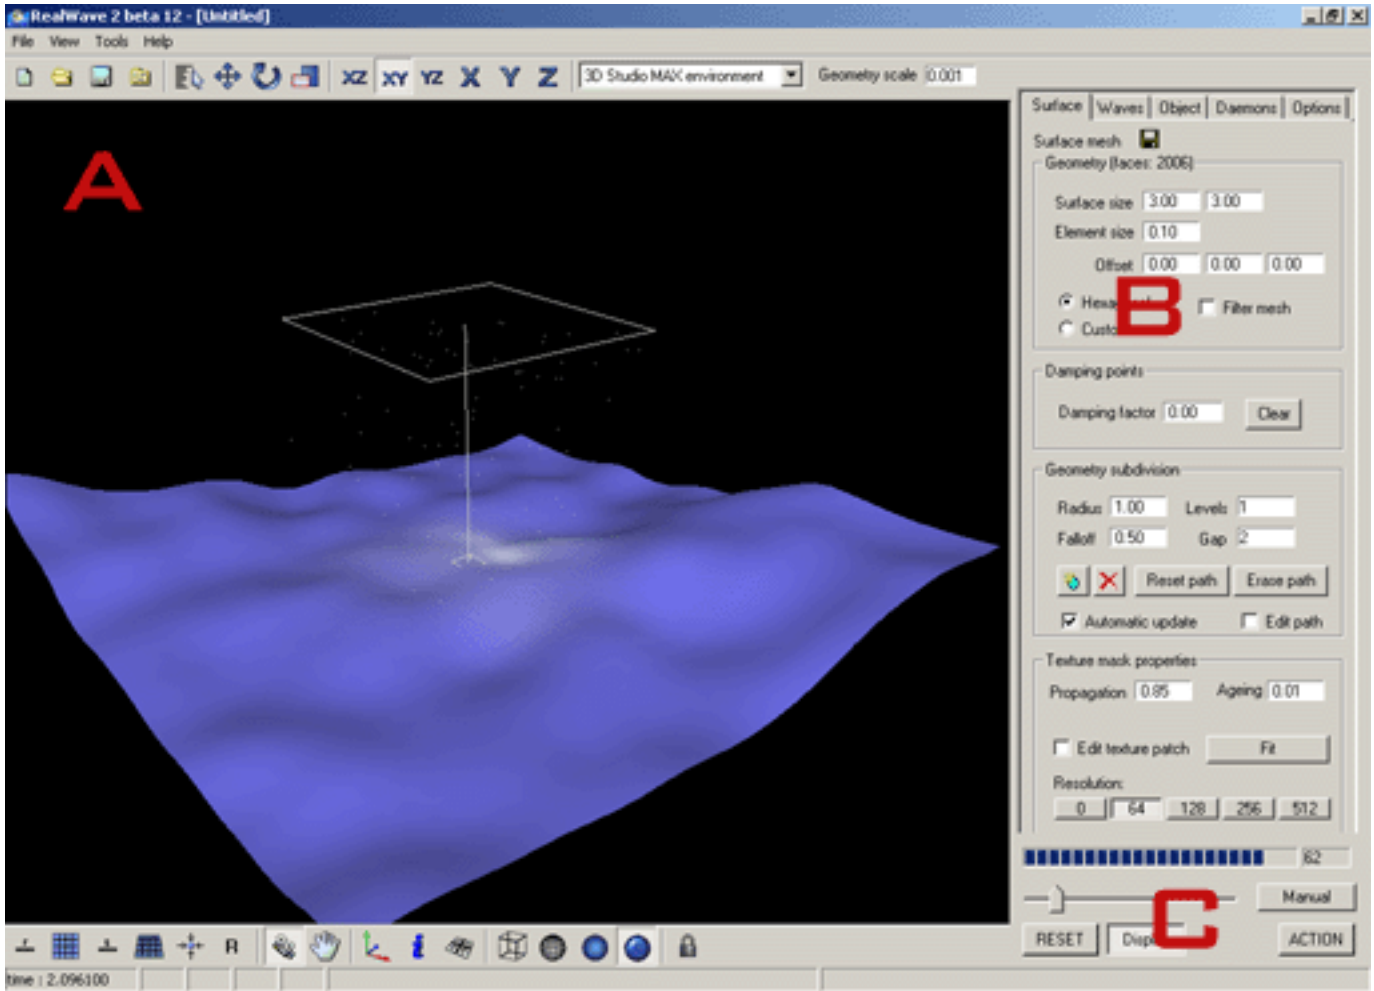 RealWave 2 beta 12 - [Untitled]
File View Tools Help
XZ XY YZ X Y Z 3D Studio MAX environment Geometry scale 0.001
A
Surface Waves Object Daemons Options
Surface mesh
Geometry (faces: 2006)
Surface size 3.00 3.00
Element size 0.10
Offset 0.00 0.00 0.00
B
Filter mesh
Damping points
Damping factor 0.00 Clear
Geometry subdivision
Radius 1.00 Levels 1
Falloff 0.50 Gap 2
Reset path Erase path
Automatic update Edit path
Texture mask properties
Propagation 0.85 Ageing 0.01
Edit texture patch Fit
Resolution:
0 64 128 256 512
62
Manual
C
RESET ACTION
R
time : 2.096100